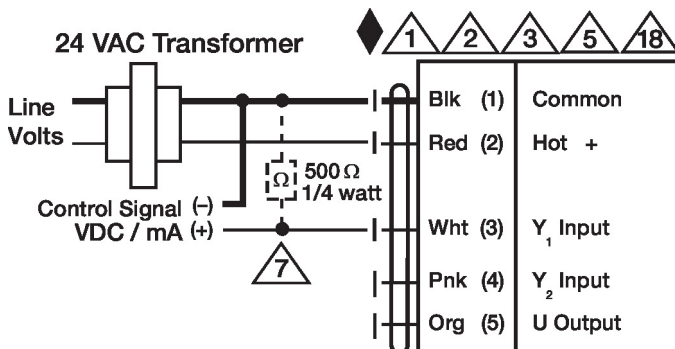 24 VAC Transformer
1 2 3 5 18
Line
Volts
Blk (1) Common
Red (2) Hot +
Ω 500 Ω
1/4 watt
Control Signal (–)
VDC / mA (+)
Wht (3) Y₁ Input
7
Pnk (4) Y₂ Input
Org (5) U Output